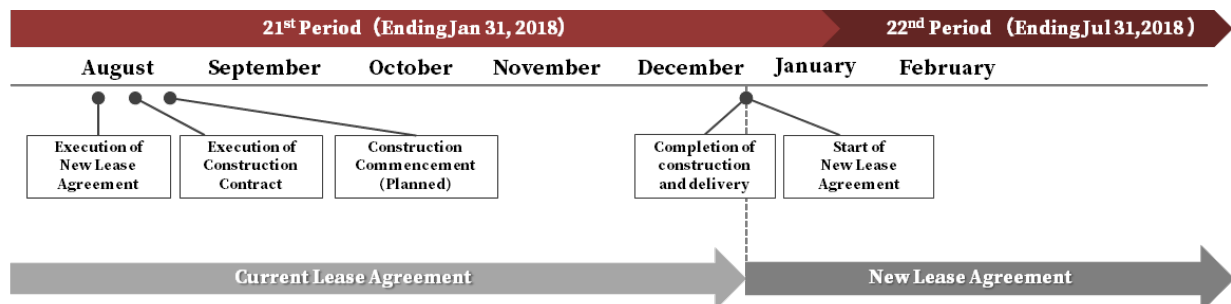 21st Period (Ending Jan 31, 2018)
22nd Period (Ending Jul 31,2018 )
August
September
October
November
December
January
February
Execution of
New Lease
Agreement
Execution of
Construction
Contract
Construction
Commencement
(Planned)
Completion of
construction
and delivery
Start of
New Lease
Agreement
Current Lease Agreement
New Lease Agreement